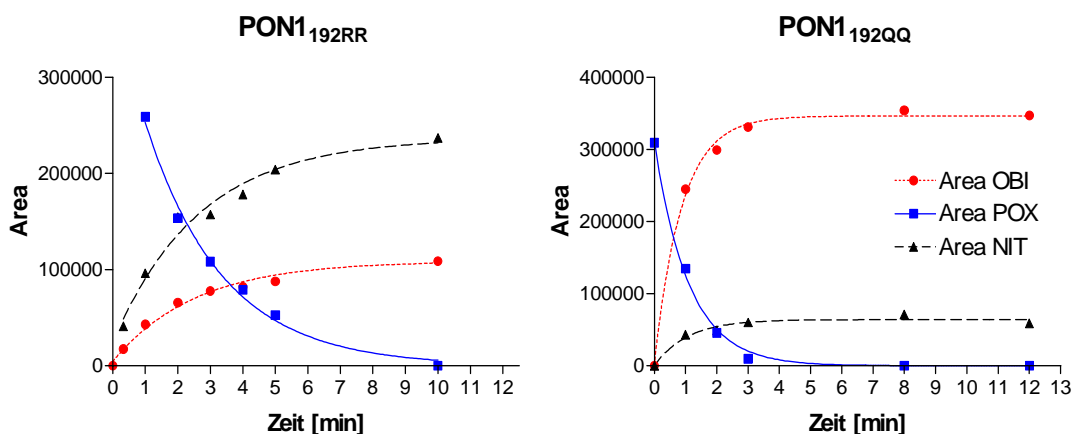 PON1192RR
300000
200000
100000
0
Area
0 1 2 3 4 5 6 7 8 9 10 11 12
Zeit [min]
PON1192QQ
400000
300000
200000
100000
0
Area
0 1 2 3 4 5 6 7 8 9 10 11 12 13
Zeit [min]
Area OBI
Area POX
Area NIT